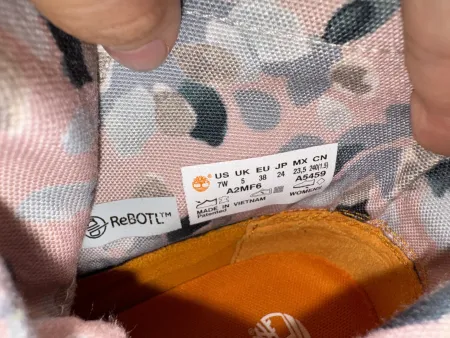 US UK EU JP MX CN
7W 5 38 24 23,5 240(1.5)
A2MF6 A5459
MADE IN VIETNAM WOMENS
Patented
ReBOTL™